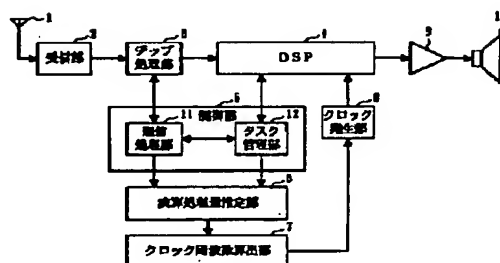 1
2
受信部
3
チップ
処理部
4
DSP
9
1
5
制御部
11
通信
処理部
12
タスク
管理部
8
クロック
発生部
6
演算処理量推定部
7
クロック周波数算出部